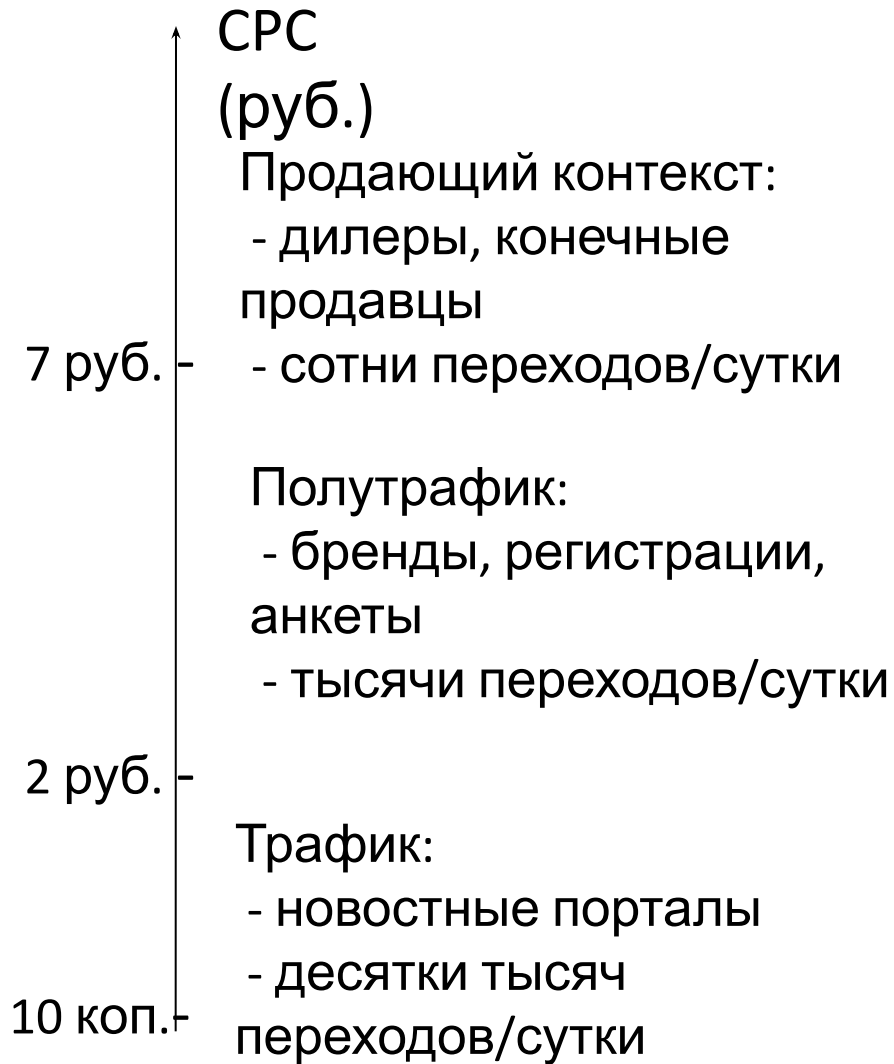 CPC
(руб.)
Продающий контекст:
- дилеры, конечные
продавцы
7 руб.
- сотни переходов/сутки
Полутрафик:
- бренды, регистрации,
анкеты
- тысячи переходов/сутки
2 руб.
Трафик:
- новостные порталы
- десятки тысяч
10 коп.
переходов/сутки